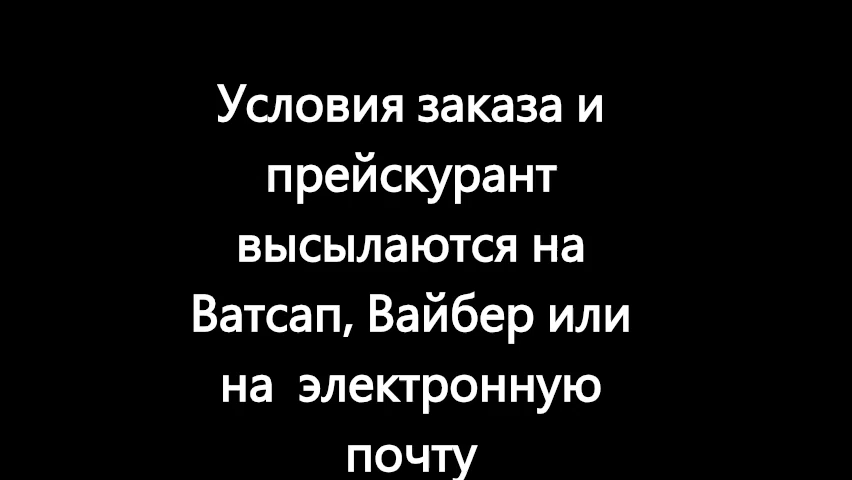 Условия заказа и
прейскурант
высылаются на
Ватсап, Вайбер или
на  электронную
почту